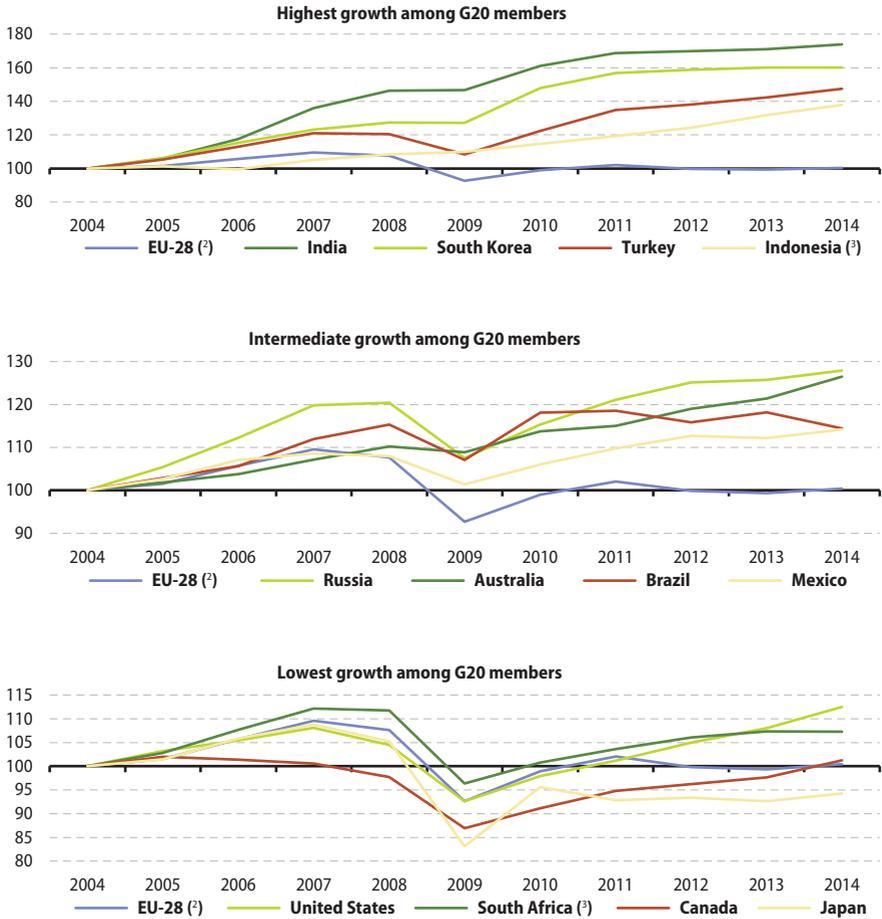 Highest growth among G20 members
180
160
140
120
100
80
2004 2005 2006 2007 2008 2009 2010 2011 2012 2013 2014
EU-28 (²) India South Korea Turkey Indonesia (³)
Intermediate growth among G20 members
130
120
110
100
90
2004 2005 2006 2007 2008 2009 2010 2011 2012 2013 2014
EU-28 (²) Russia Australia Brazil Mexico
Lowest growth among G20 members
115
110
105
100
95
90
85
80
2004 2005 2006 2007 2008 2009 2010 2011 2012 2013 2014
EU-28 (²) United States South Africa (³) Canada Japan